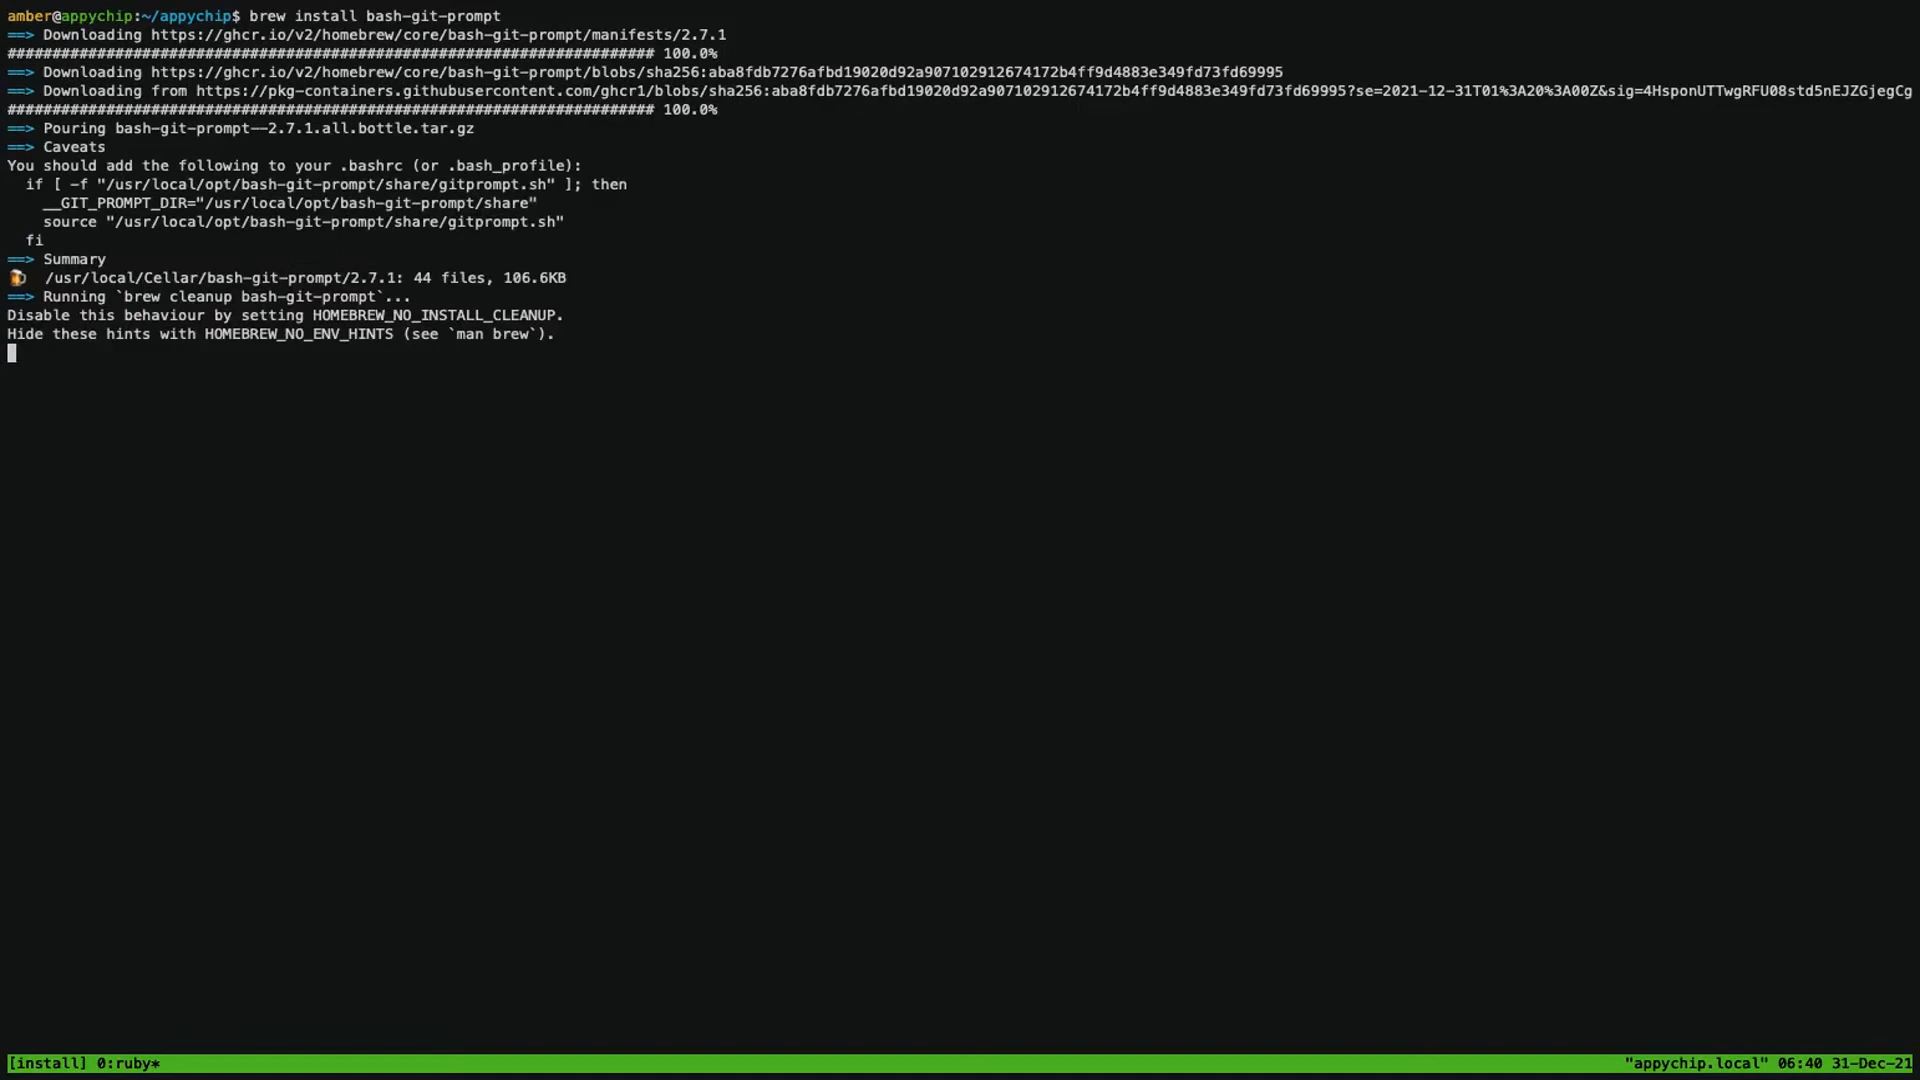 amber@appychip:~/appychip$ brew install bash-git-prompt
==> Downloading https://ghcr.io/v2/homebrew/core/bash-git-prompt/manifests/2.7.1
######################################################################## 100.0%
==> Downloading https://ghcr.io/v2/homebrew/core/bash-git-prompt/blobs/sha256:aba8fdb7276afbd19020d92a907102912674172b4ff9d4883e349fd73fd69995
==> Downloading from https://pkg-containers.githubusercontent.com/ghcr1/blobs/sha256:aba8fdb7276afbd19020d92a907102912674172b4ff9d4883e349fd73fd69995?se=2021-12-31T01%3A20%3A00Z&sig=4HsponUTTwgRFU08std5nEJZGjegCg
######################################################################## 100.0%
==> Pouring bash-git-prompt--2.7.1.all.bottle.tar.gz
==> Caveats
You should add the following to your .bashrc (or .bash_profile):
  if [ -f "/usr/local/opt/bash-git-prompt/share/gitprompt.sh" ]; then
    __GIT_PROMPT_DIR="/usr/local/opt/bash-git-prompt/share"
    source "/usr/local/opt/bash-git-prompt/share/gitprompt.sh"
  fi
==> Summary
🍺  /usr/local/Cellar/bash-git-prompt/2.7.1: 44 files, 106.6KB
==> Running `brew cleanup bash-git-prompt`...
Disable this behaviour by setting HOMEBREW_NO_INSTALL_CLEANUP.
Hide these hints with HOMEBREW_NO_ENV_HINTS (see `man brew`).
[install] 0:ruby* "appychip.local" 06:40 31-Dec-21